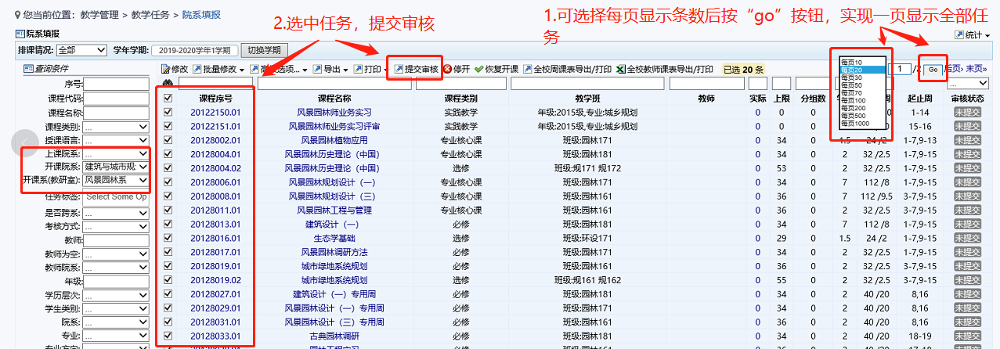 您当前位置：教学管理 > 教学任务 > 院系填报
1.可选择每页显示条数后按“go”按钮，实现一页显示全部任务
2.选中任务，提交审核
院系填报
统计
排课情况: 全部 学年学期: 2019-2020学年1学期 切换学期
查询条件
序号:
课程代码:
课程名称:
课程类别: ...
授课语言: ...
上课院系: ...
开课院系: 建筑与城市规
开课系(教研室): 风景园林系
任务标签: Select Some Op
是否跨系: ...
考核方式: ...
教师:
教师为空: ...
教师院系: ...
年级:
学历层次: ...
学生类别: ...
院系: ...
专业: ...
专业方向:
修改 批量修改 选项... 导出 打印 提交审核 停开 恢复开课 全校周课表导出/打印 全校教师课表导出/打印 已选 20 条
每页10
每页20
每页30
每页50
每页70
每页100
每页200
每页500
每页1000
1 Go 后页› 末页»
...
课程序号 课程名称 课程类别 教学班 教师 实际 上限 分组数 起止周 审核状态
20122150.01 风景园林师业务实习 实践教学 年级:2015级,专业:城乡规划 0 0 0 1-14 未提交
20122151.01 风景园林师业务实习评审 实践教学 年级:2015级,专业:城乡规划 0 0 0 15-16 未提交
20128002.01 风景园林植物应用 专业核心课 班级:园林171 0 34 0 1.5 24 /2 1-7,9-13 未提交
20128004.01 风景园林历史理论（中国） 专业核心课 班级:园林181 0 34 0 2 32 /2.5 1-7,9-15 未提交
20128004.02 风景园林历史理论（中国） 选修 班级:规171 规172 0 53 0 2 32 /2.5 1-7,9-15 未提交
20128006.01 风景园林规划设计（一） 专业核心课 班级:园林171 0 34 0 7 112 /8 1-7,9-15 未提交
20128008.01 风景园林规划设计（三） 专业核心课 班级:园林161 0 36 0 7 112 /9.5 3-7,9-15 未提交
20128011.01 风景园林工程与管理 专业核心课 班级:园林161 0 36 0 2 32 /2.5 3-7,9-15 未提交
20128013.01 建筑设计（一） 必修 班级:园林181 0 34 0 7 112 /8 1-7,9-15 未提交
20128016.01 生态学基础 选修 班级:环设171 0 29 0 1.5 24 /2 1-7,9-15 未提交
20128017.01 风景园林调研方法 必修 班级:园林171 0 34 0 2 32 /2.5 1-7,9-15 未提交
20128019.01 城市绿地系统规划 必修 班级:园林161 0 36 0 2 32 /2.5 3-7,9-15 未提交
20128019.02 城市绿地系统规划 选修 班级:规161 规162 0 55 0 2 32 /2.5 3-7,9-15 未提交
20128027.01 建筑设计（一）专用周 必修 班级:园林181 0 34 0 2 40 /20 8,16 未提交
20128029.01 风景园林设计（一）专用周 必修 班级:园林171 0 34 0 2 40 /20 8,16 未提交
20128031.01 风景园林设计（三）专用周 必修 班级:园林161 0 36 0 2 40 /20 8,16 未提交
20128033.01 古典园林调研 必修 班级:园林181 0 34 0 2 40 /20 18-19 未提交